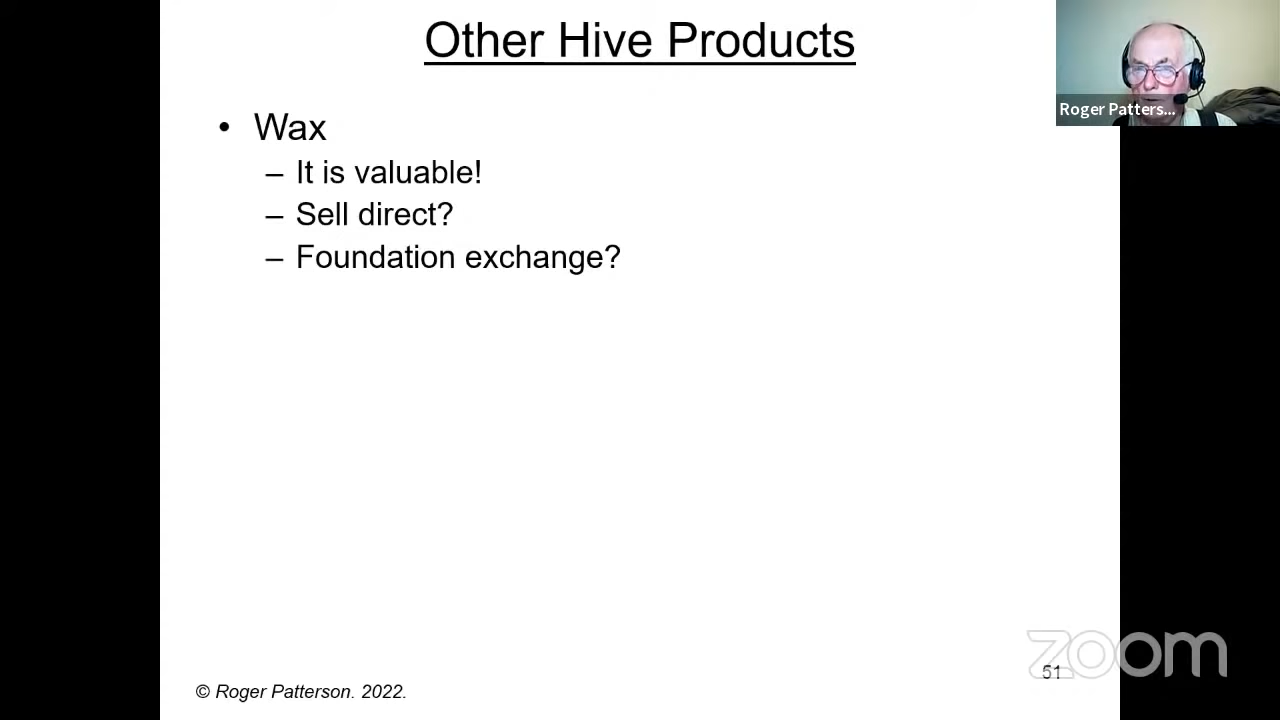 Other Hive Products
Roger Patters...
• Wax
– It is valuable!
– Sell direct?
– Foundation exchange?
zoom
51
© Roger Patterson. 2022.